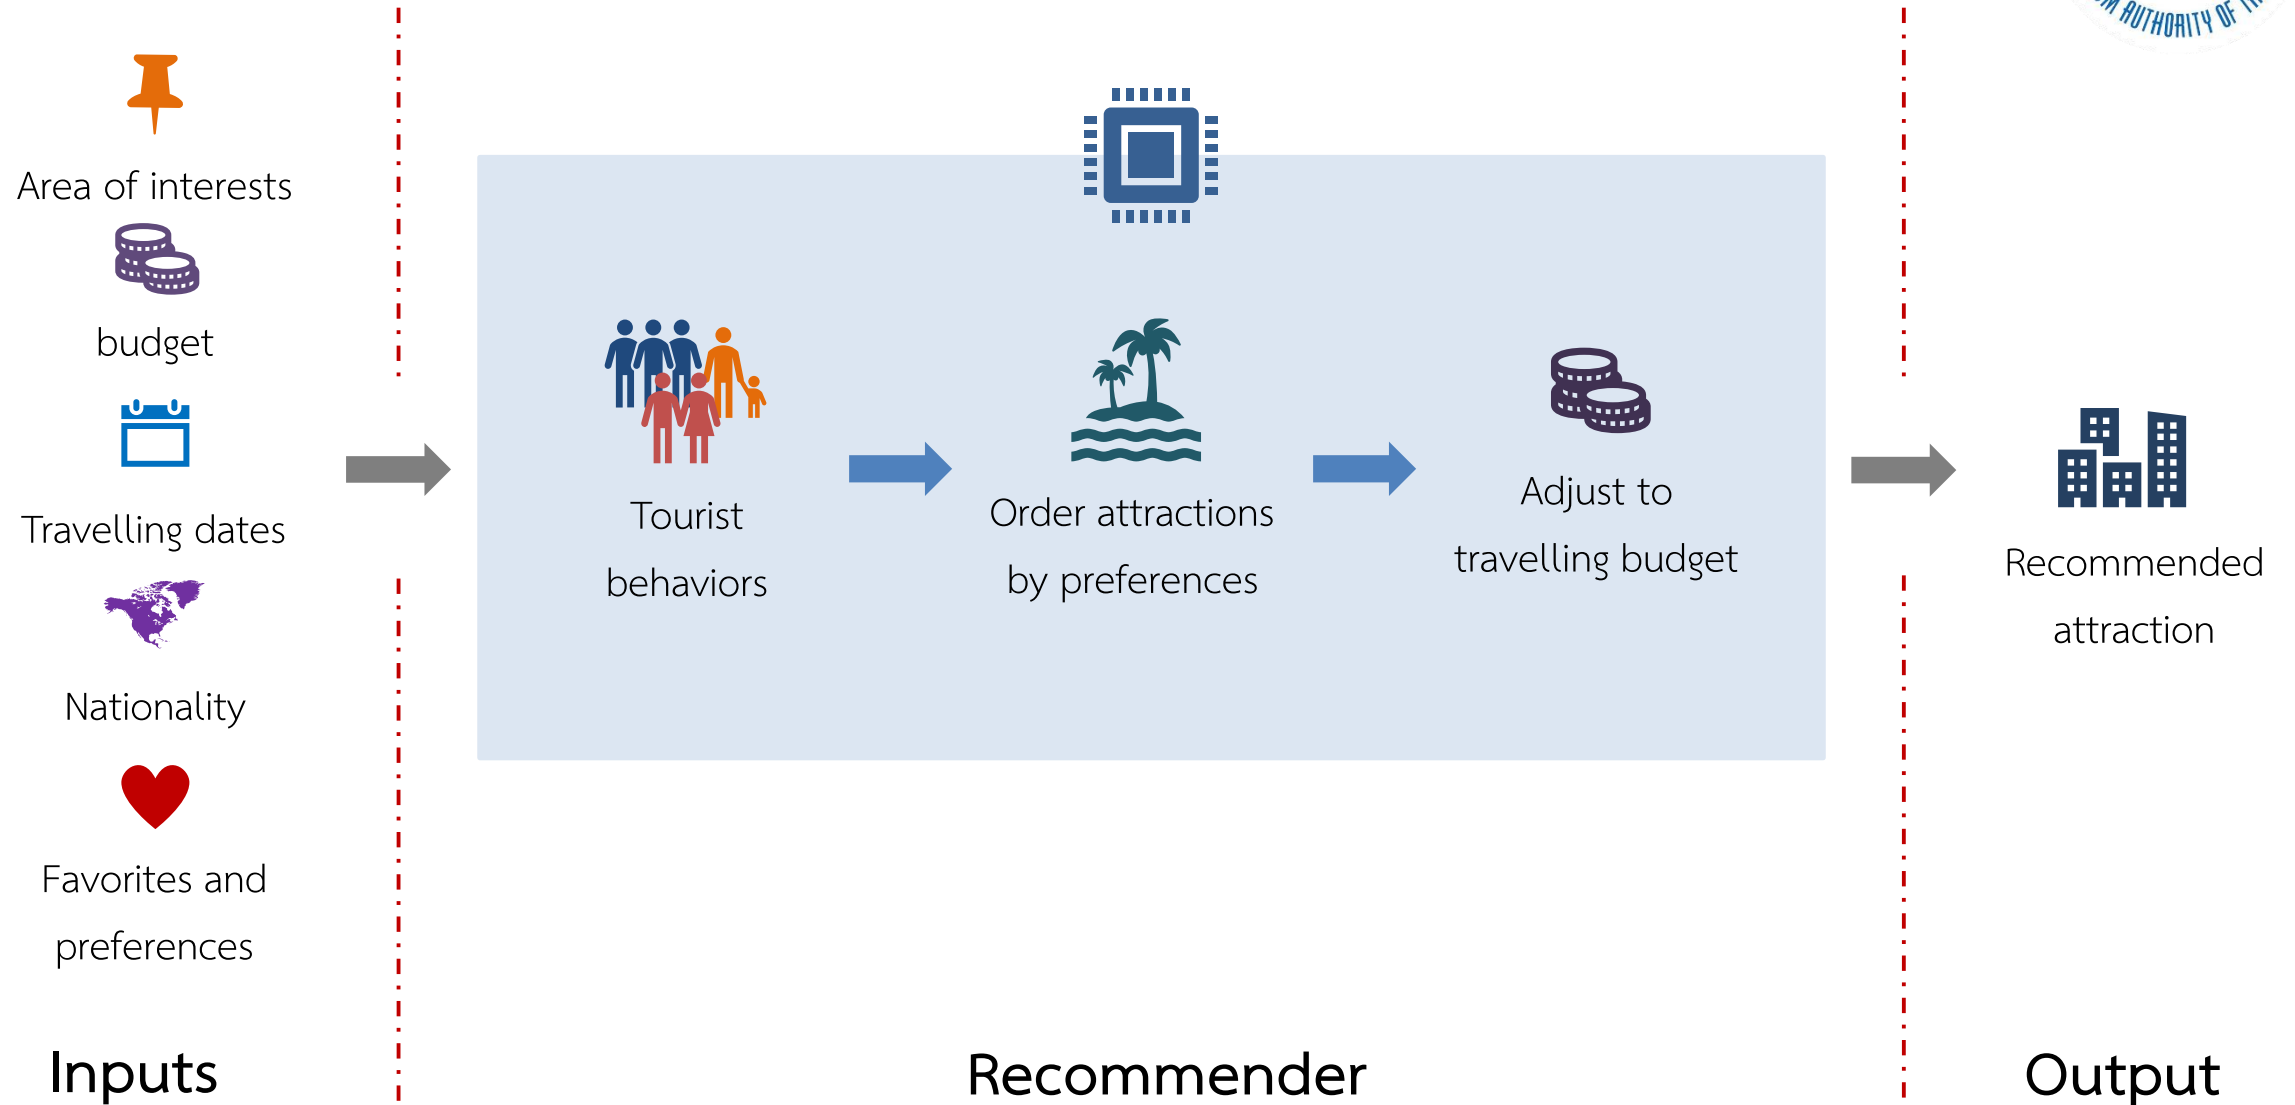 AUTHORITY OF
Area of interests
budget
Travelling dates
Nationality
Favorites and
preferences
Inputs
Tourist
behaviors
Order attractions
by preferences
Adjust to
travelling budget
Recommender
Recommended
attraction
Output